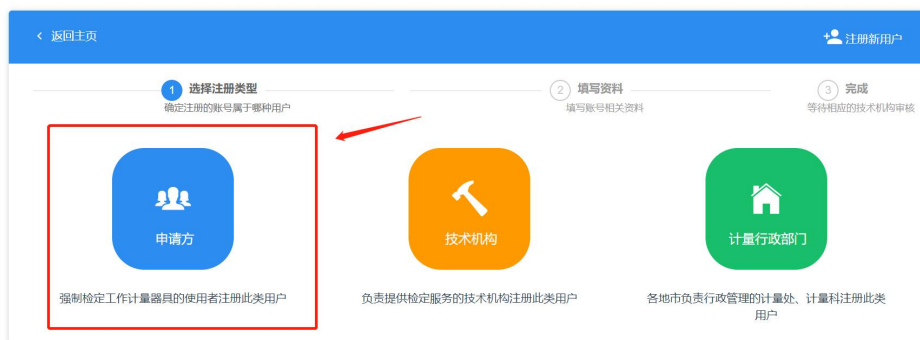 < 返回主页
注册新用户
1 选择注册类型
确定注册的账号属于哪种用户
2 填写资料
填写账号相关资料
3 完成
等待相应的技术机构审核
申请方
技术机构
计量行政部门
强制检定工作计量器具的使用者注册此类用户
负责提供检定服务的技术机构注册此类用户
各地市负责行政管理的计量处、计量科注册此类
用户